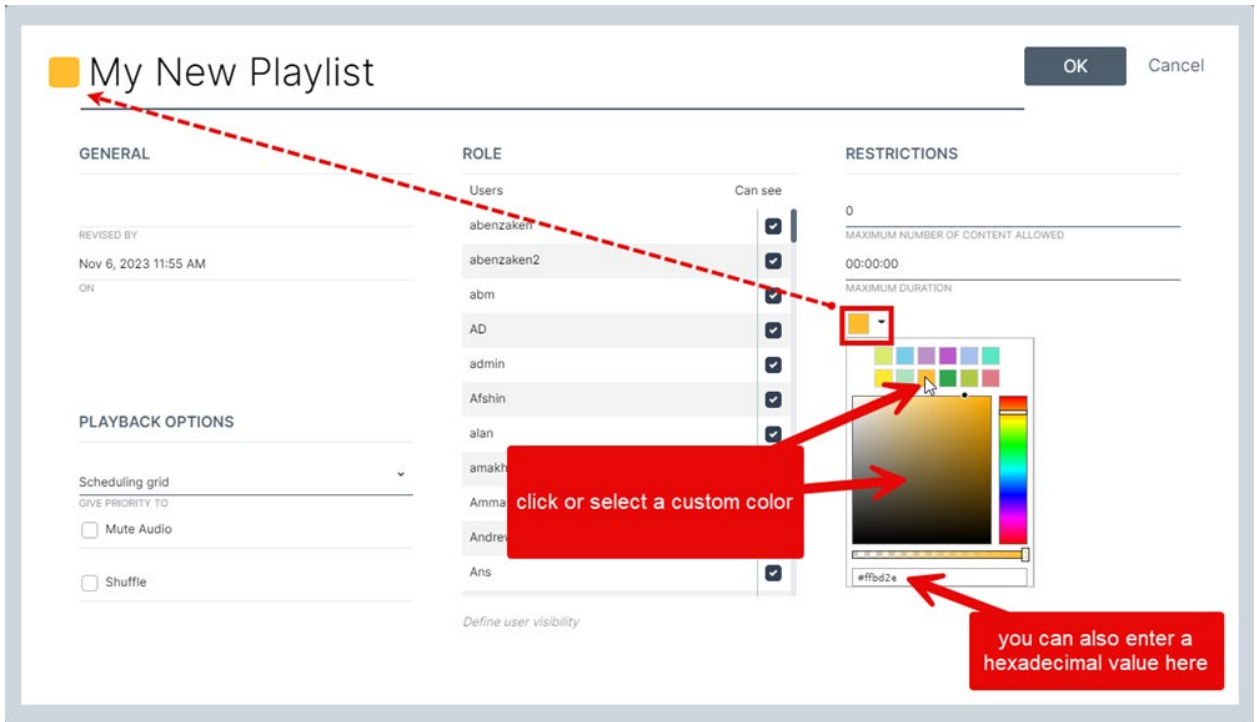 My New Playlist
OK
Cancel
GENERAL
REVISED BY
Nov 6, 2023 11:55 AM
ON
PLAYBACK OPTIONS
Scheduling grid
GIVE PRIORITY TO
Mute Audio
Shuffle
ROLE
Users
Can see
abenzaken
abenzaken2
abm
AD
admin
Afshin
alan
amakh
Amma
Andrew
Ans
Define user visibility
RESTRICTIONS
0
MAXIMUM NUMBER OF CONTENT ALLOWED
00:00:00
MAXIMUM DURATION
click or select a custom color
#ffbd2e
you can also enter a
hexadecimal value here